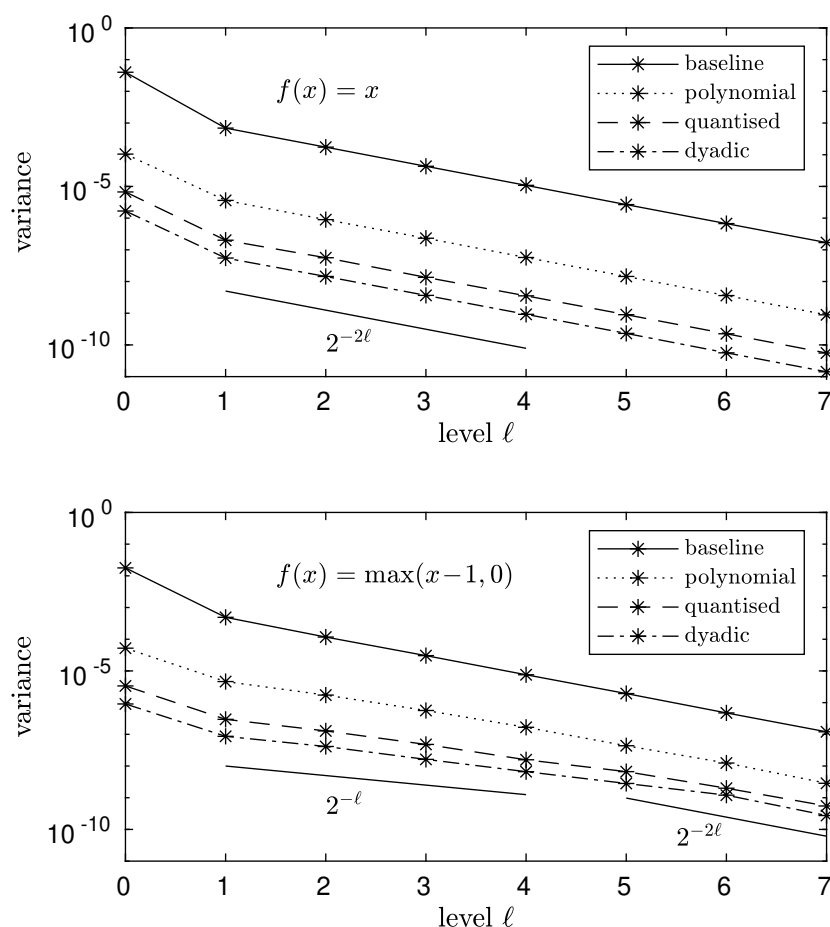 10^0
f(x) = x
baseline
polynomial
quantised
dyadic
10^-5
variance
10^-10
2^{-2ℓ}
0 1 2 3 4 5 6 7
level ℓ
10^0
f(x) = max(x−1, 0)
baseline
polynomial
quantised
dyadic
10^-5
variance
10^-10
2^{-ℓ}
2^{-2ℓ}
0 1 2 3 4 5 6 7
level ℓ